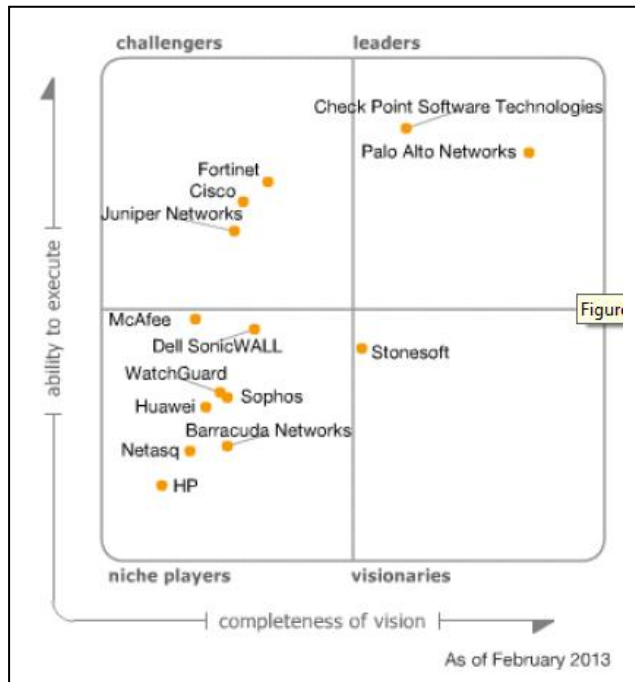 challengers
leaders
Check Point Software Technologies
Palo Alto Networks
Fortinet
Cisco
Juniper Networks
McAfee
Dell SonicWALL
Stonesoft
WatchGuard
Sophos
Huawei
Barracuda Networks
Netasq
HP
niche players
visionaries
ability to execute
completeness of vision
As of February 2013
Figure